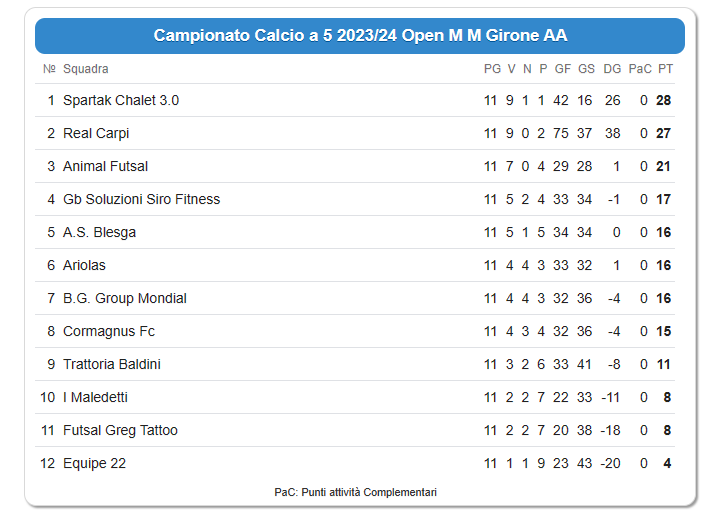 Campionato Calcio a 5 2023/24 Open M M Girone AA
№ Squadra PG V N P GF GS DG PaC PT
1 Spartak Chalet 3.0 11 9 1 1 42 16 26 0 28
2 Real Carpi 11 9 0 2 75 37 38 0 27
3 Animal Futsal 11 7 0 4 29 28 1 0 21
4 Gb Soluzioni Siro Fitness 11 5 2 4 33 34 -1 0 17
5 A.S. Blesga 11 5 1 5 34 34 0 0 16
6 Ariolas 11 4 4 3 33 32 1 0 16
7 B.G. Group Mondial 11 4 4 3 32 36 -4 0 16
8 Cormagnus Fc 11 4 3 4 32 36 -4 0 15
9 Trattoria Baldini 11 3 2 6 33 41 -8 0 11
10 I Maledetti 11 2 2 7 22 33 -11 0 8
11 Futsal Greg Tattoo 11 2 2 7 20 38 -18 0 8
12 Equipe 22 11 1 1 9 23 43 -20 0 4
PaC: Punti attività Complementari